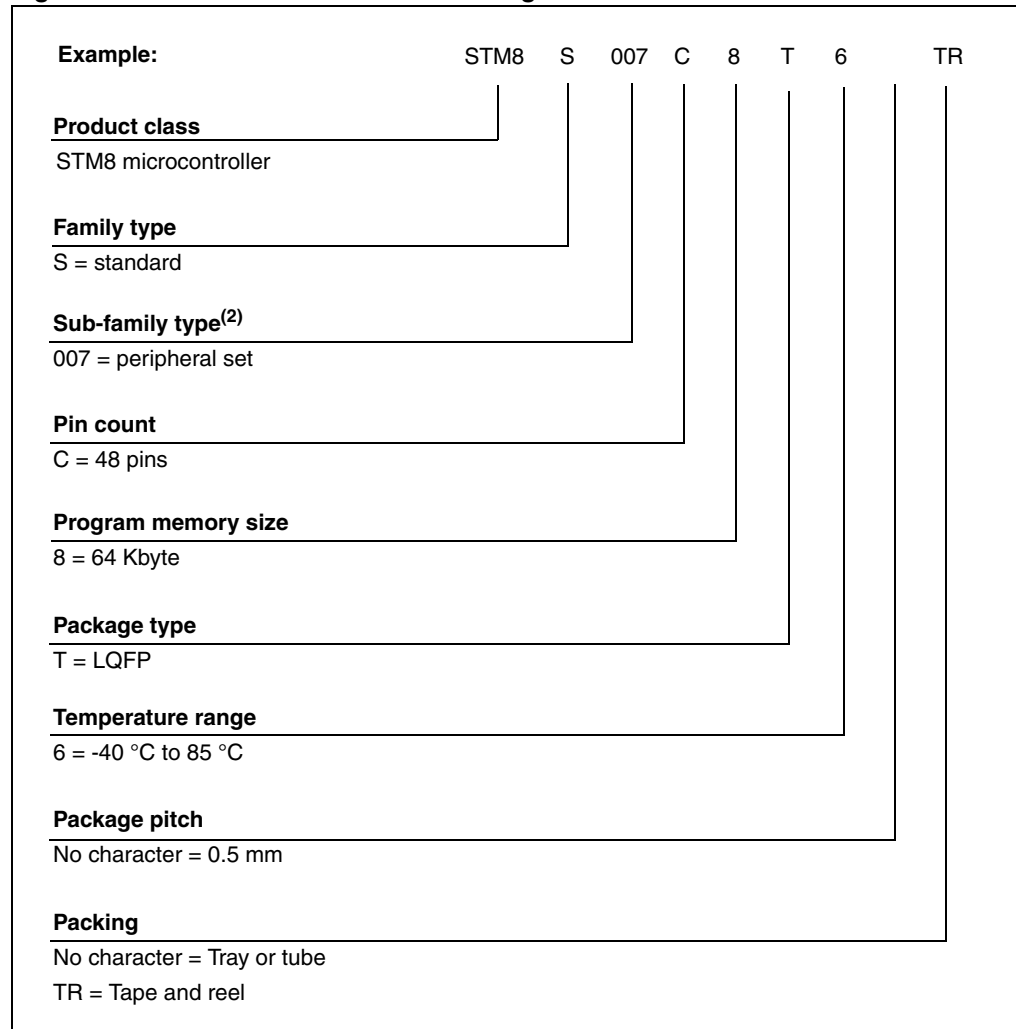 Example: STM8 S 007 C 8 T 6 TR
Product class
STM8 microcontroller
Family type
S = standard
Sub-family type(2)
007 = peripheral set
Pin count
C = 48 pins
Program memory size
8 = 64 Kbyte
Package type
T = LQFP
Temperature range
6 = -40 °C to 85 °C
Package pitch
No character = 0.5 mm
Packing
No character = Tray or tube
TR = Tape and reel